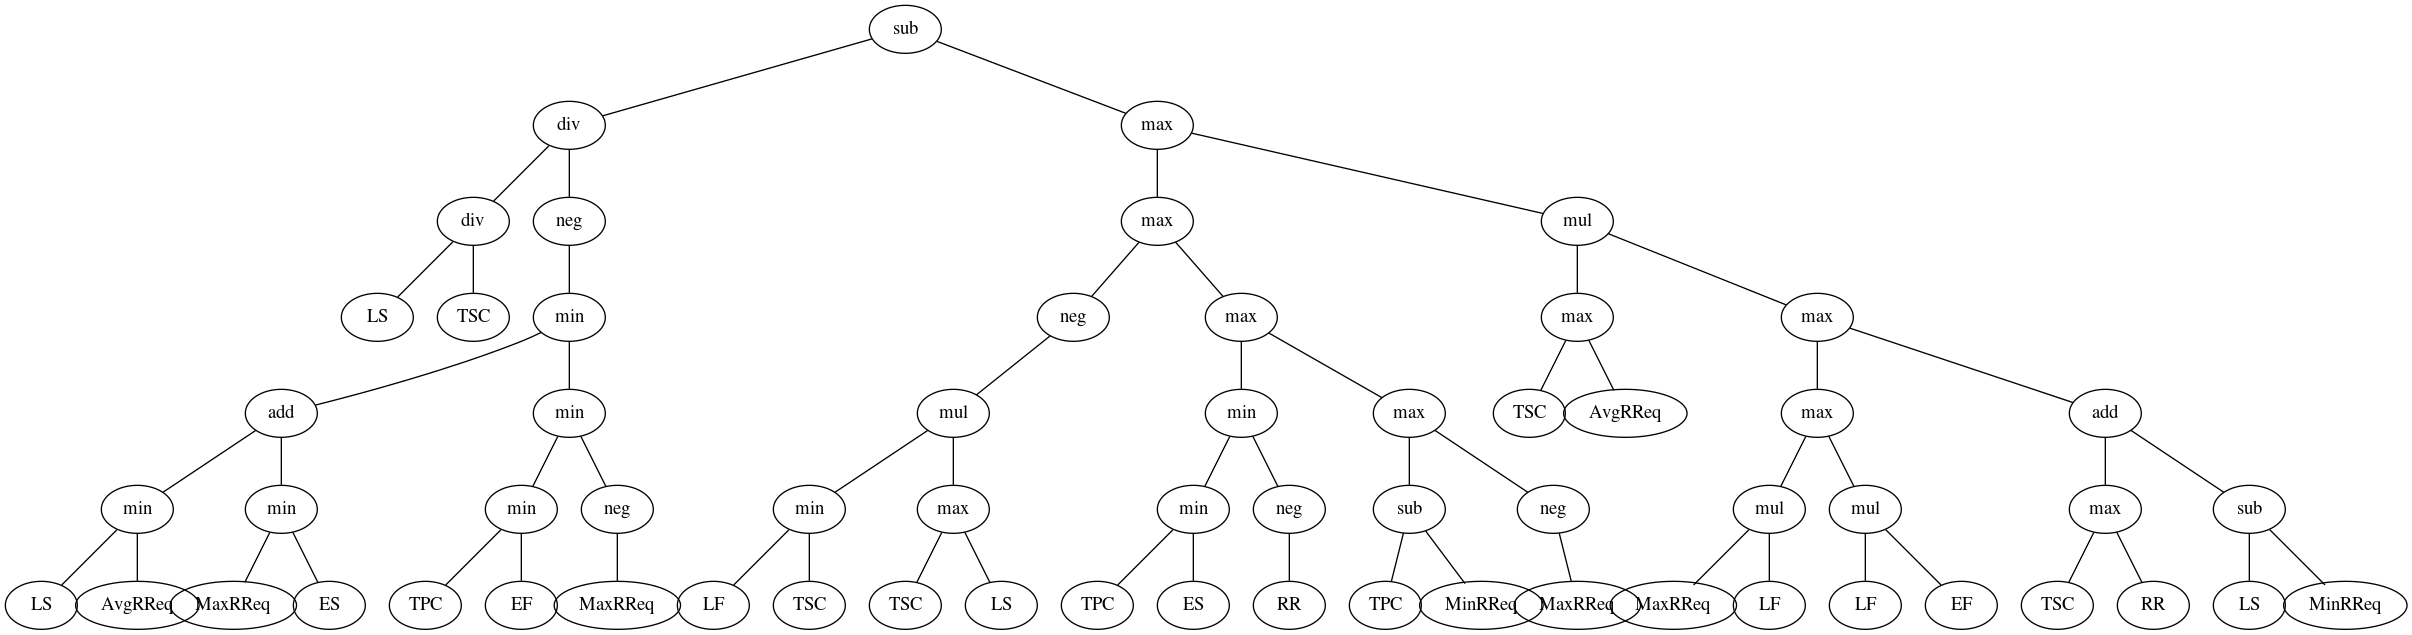 sub
div max
div neg max mul
LS TSC min neg max max max
add min mul min max TSC AvgRReq max add
min min min neg min max min neg sub neg mul mul max sub
LS AvgRReq MaxRReq ES TPC EF MaxRReq LF TSC TSC LS TPC ES RR TPC MinRReq MaxRReq MaxRReq LF LF EF TSC RR LS MinRReq